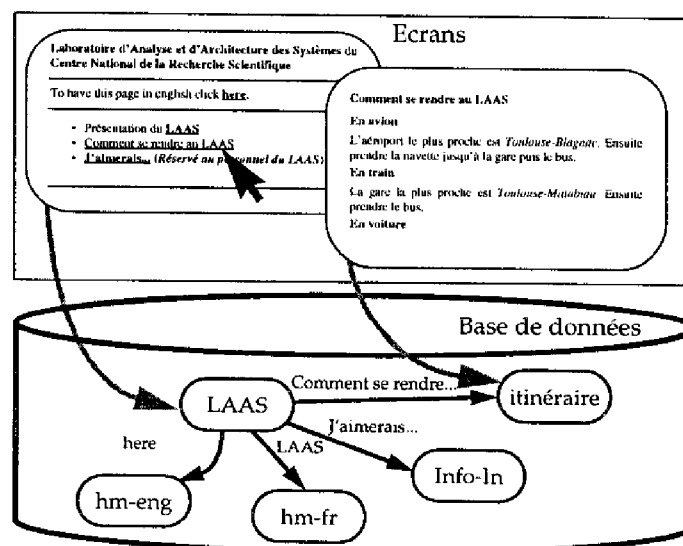 Ecrans
Laboratoire d'Analyse et d'Architecture des Systèmes du
Centre National de la Recherche Scientifique
To have this page in english click here.
• Présentation du LAAS
• Comment se rendre au LAAS
• J'aimerais... (Réservé au personnel du LAAS)
Comment se rendre au LAAS
En avion
L'aéroport le plus proche est Toulouse-Blagnac. Ensuite
prendre la navette jusqu'à la gare puis le bus.
En train
La gare la plus proche est Toulouse-Matabiau. Ensuite
prendre le bus.
En voiture
Base de données
Comment se rendre...
itinéraire
LAAS
J'aimerais...
here
LAAS
Info-In
hm-eng
hm-fr